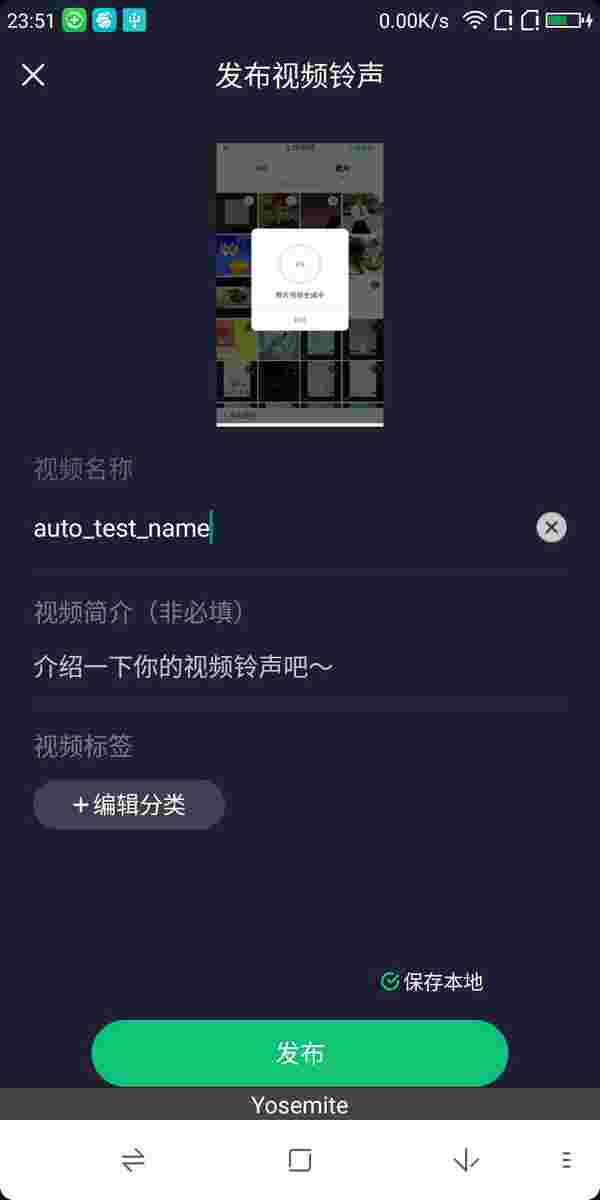 23:51
0.00K/s
发布视频铃声
视频名称
auto_test_name
视频简介（非必填）
介绍一下你的视频铃声吧～
视频标签
+编辑分类
保存本地
发布
Yosemite